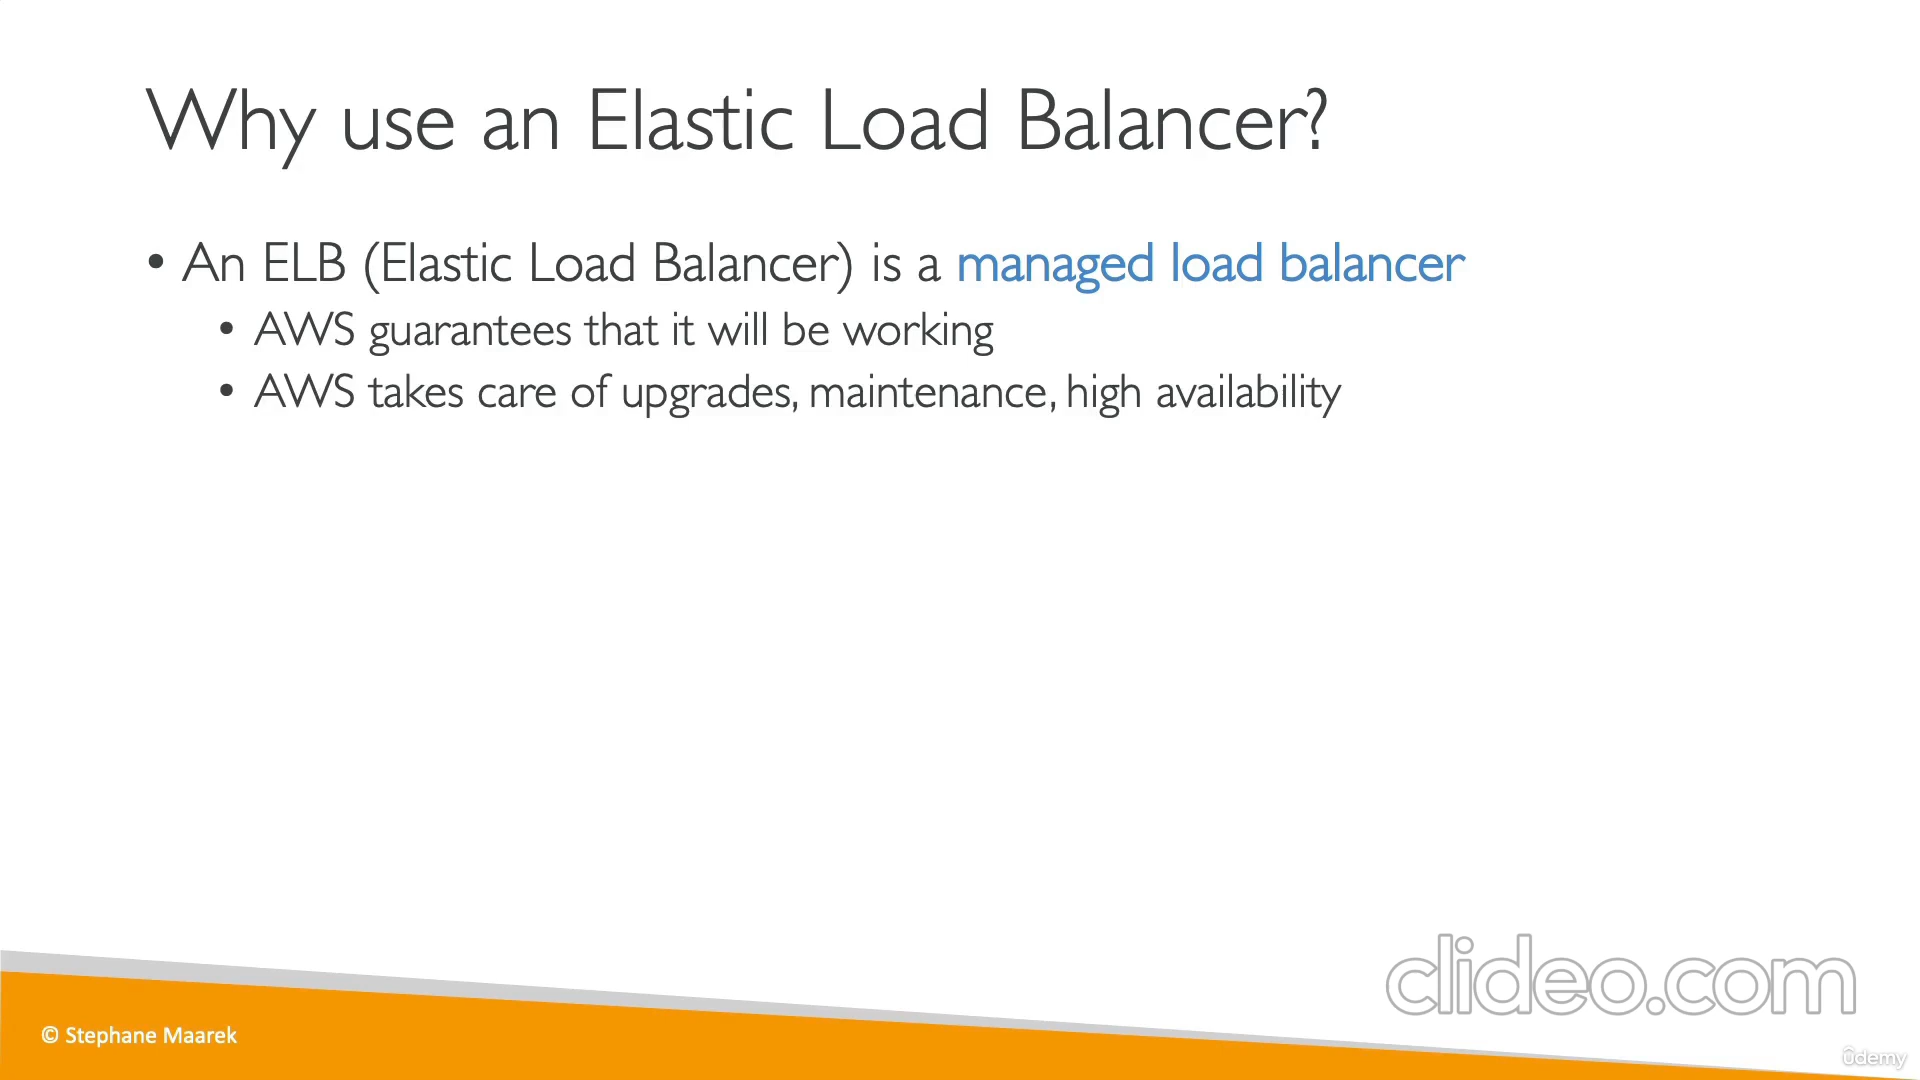 Why use an Elastic Load Balancer?
• An ELB (Elastic Load Balancer) is a managed load balancer
• AWS guarantees that it will be working
• AWS takes care of upgrades, maintenance, high availability
clideo.com
© Stephane Maarek
ûdemy